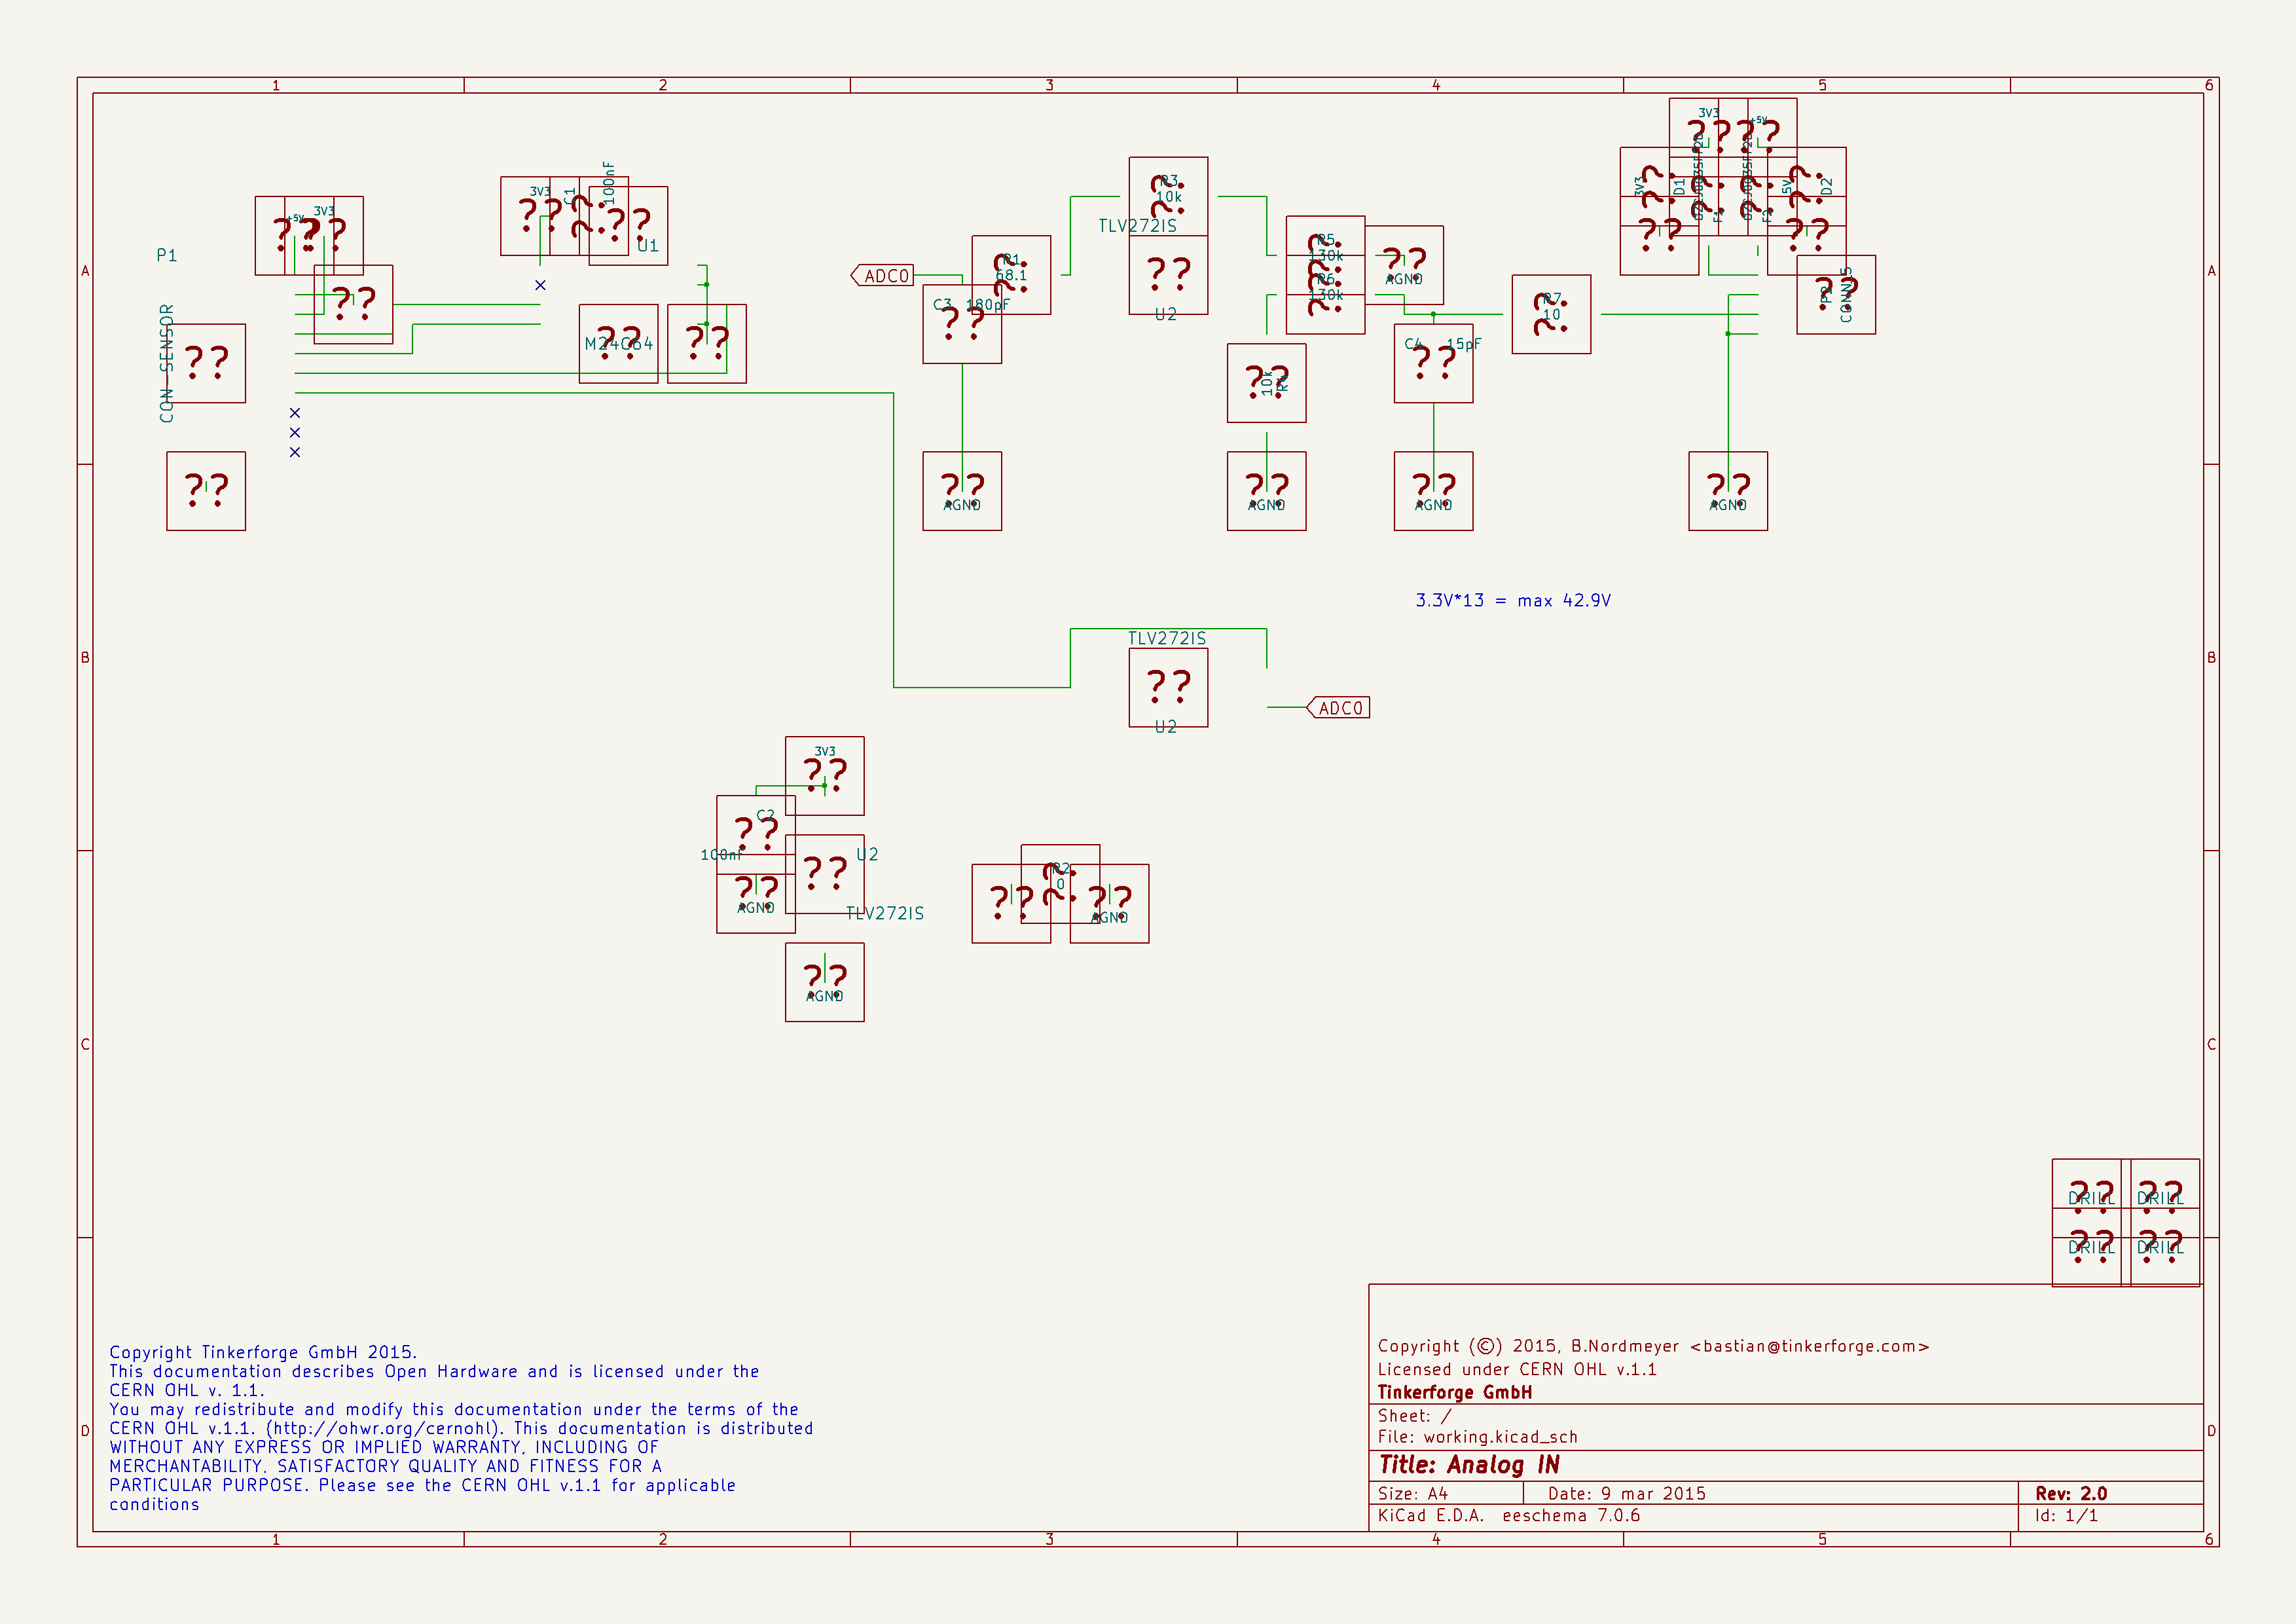 1 2 3 4 5 6
A
B
C
D
P1
CON-SENSOR
+5V
3V3
??
??
??
3V3
C1
100nF
??
??
U1
M24C64
??
??
ADC0
R1
68.1
C3 180pF
??
??
AGND
R3
10k
TLV272IS
??
U2
R5
130k
R6
130k
??
AGND
10k
R4
??
??
AGND
C4 15pF
??
??
AGND
R7
10
3V3
+5V
??
??
3V3
D1
F1
F2
5V
D2
??
??
P2
CONN_5
??
??
AGND
3.3V*13 = max 42.9V
TLV272IS
??
U2
ADC0
3V3
??
C2
??
100nF
??
AGND
U2
??
TLV272IS
??
AGND
R2
0
??
??
AGND
??
DRILL
??
DRILL
??
DRILL
??
DRILL
Copyright Tinkerforge GmbH 2015.
This documentation describes Open Hardware and is licensed under the
CERN OHL v. 1.1.
You may redistribute and modify this documentation under the terms of the
CERN OHL v.1.1. (http://ohwr.org/cernohl). This documentation is distributed
WITHOUT ANY EXPRESS OR IMPLIED WARRANTY, INCLUDING OF
MERCHANTABILITY, SATISFACTORY QUALITY AND FITNESS FOR A
PARTICULAR PURPOSE. Please see the CERN OHL v.1.1 for applicable
conditions
Copyright (©) 2015, B.Nordmeyer <bastian@tinkerforge.com>
Licensed under CERN OHL v.1.1
Tinkerforge GmbH
Sheet: /
File: working.kicad_sch
Title: Analog IN
Size: A4 Date: 9 mar 2015 Rev: 2.0
KiCad E.D.A. eeschema 7.0.6 Id: 1/1
A
B
C
D
1 2 3 4 5 6